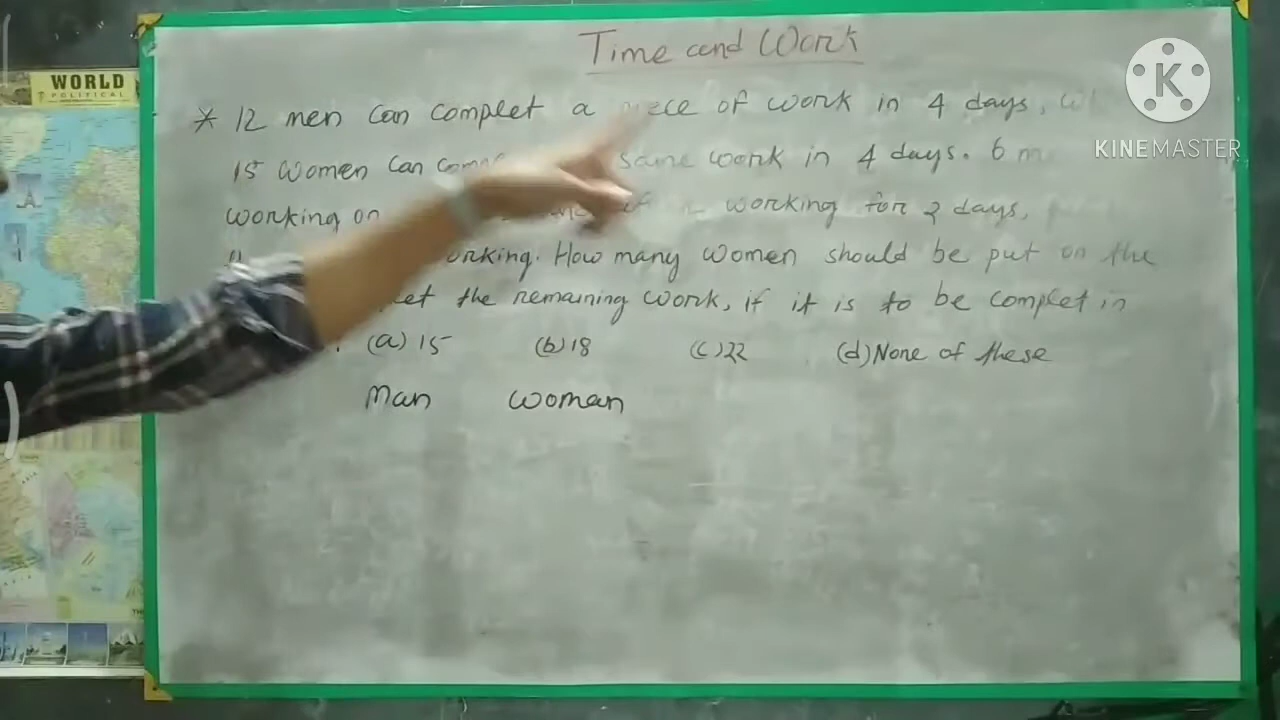 Time and Work
WORLD
POLITICAL
K
KINEMASTER
* 12 men can complet a piece of work in 4 days,
15 women can same work in 4 days. 6
working on working for 2 days,
working. How many women should be put on the
the remaining work, if it is to be complet in
(a) 15 (b) 18 (c) 22 (d) None of these
Man woman